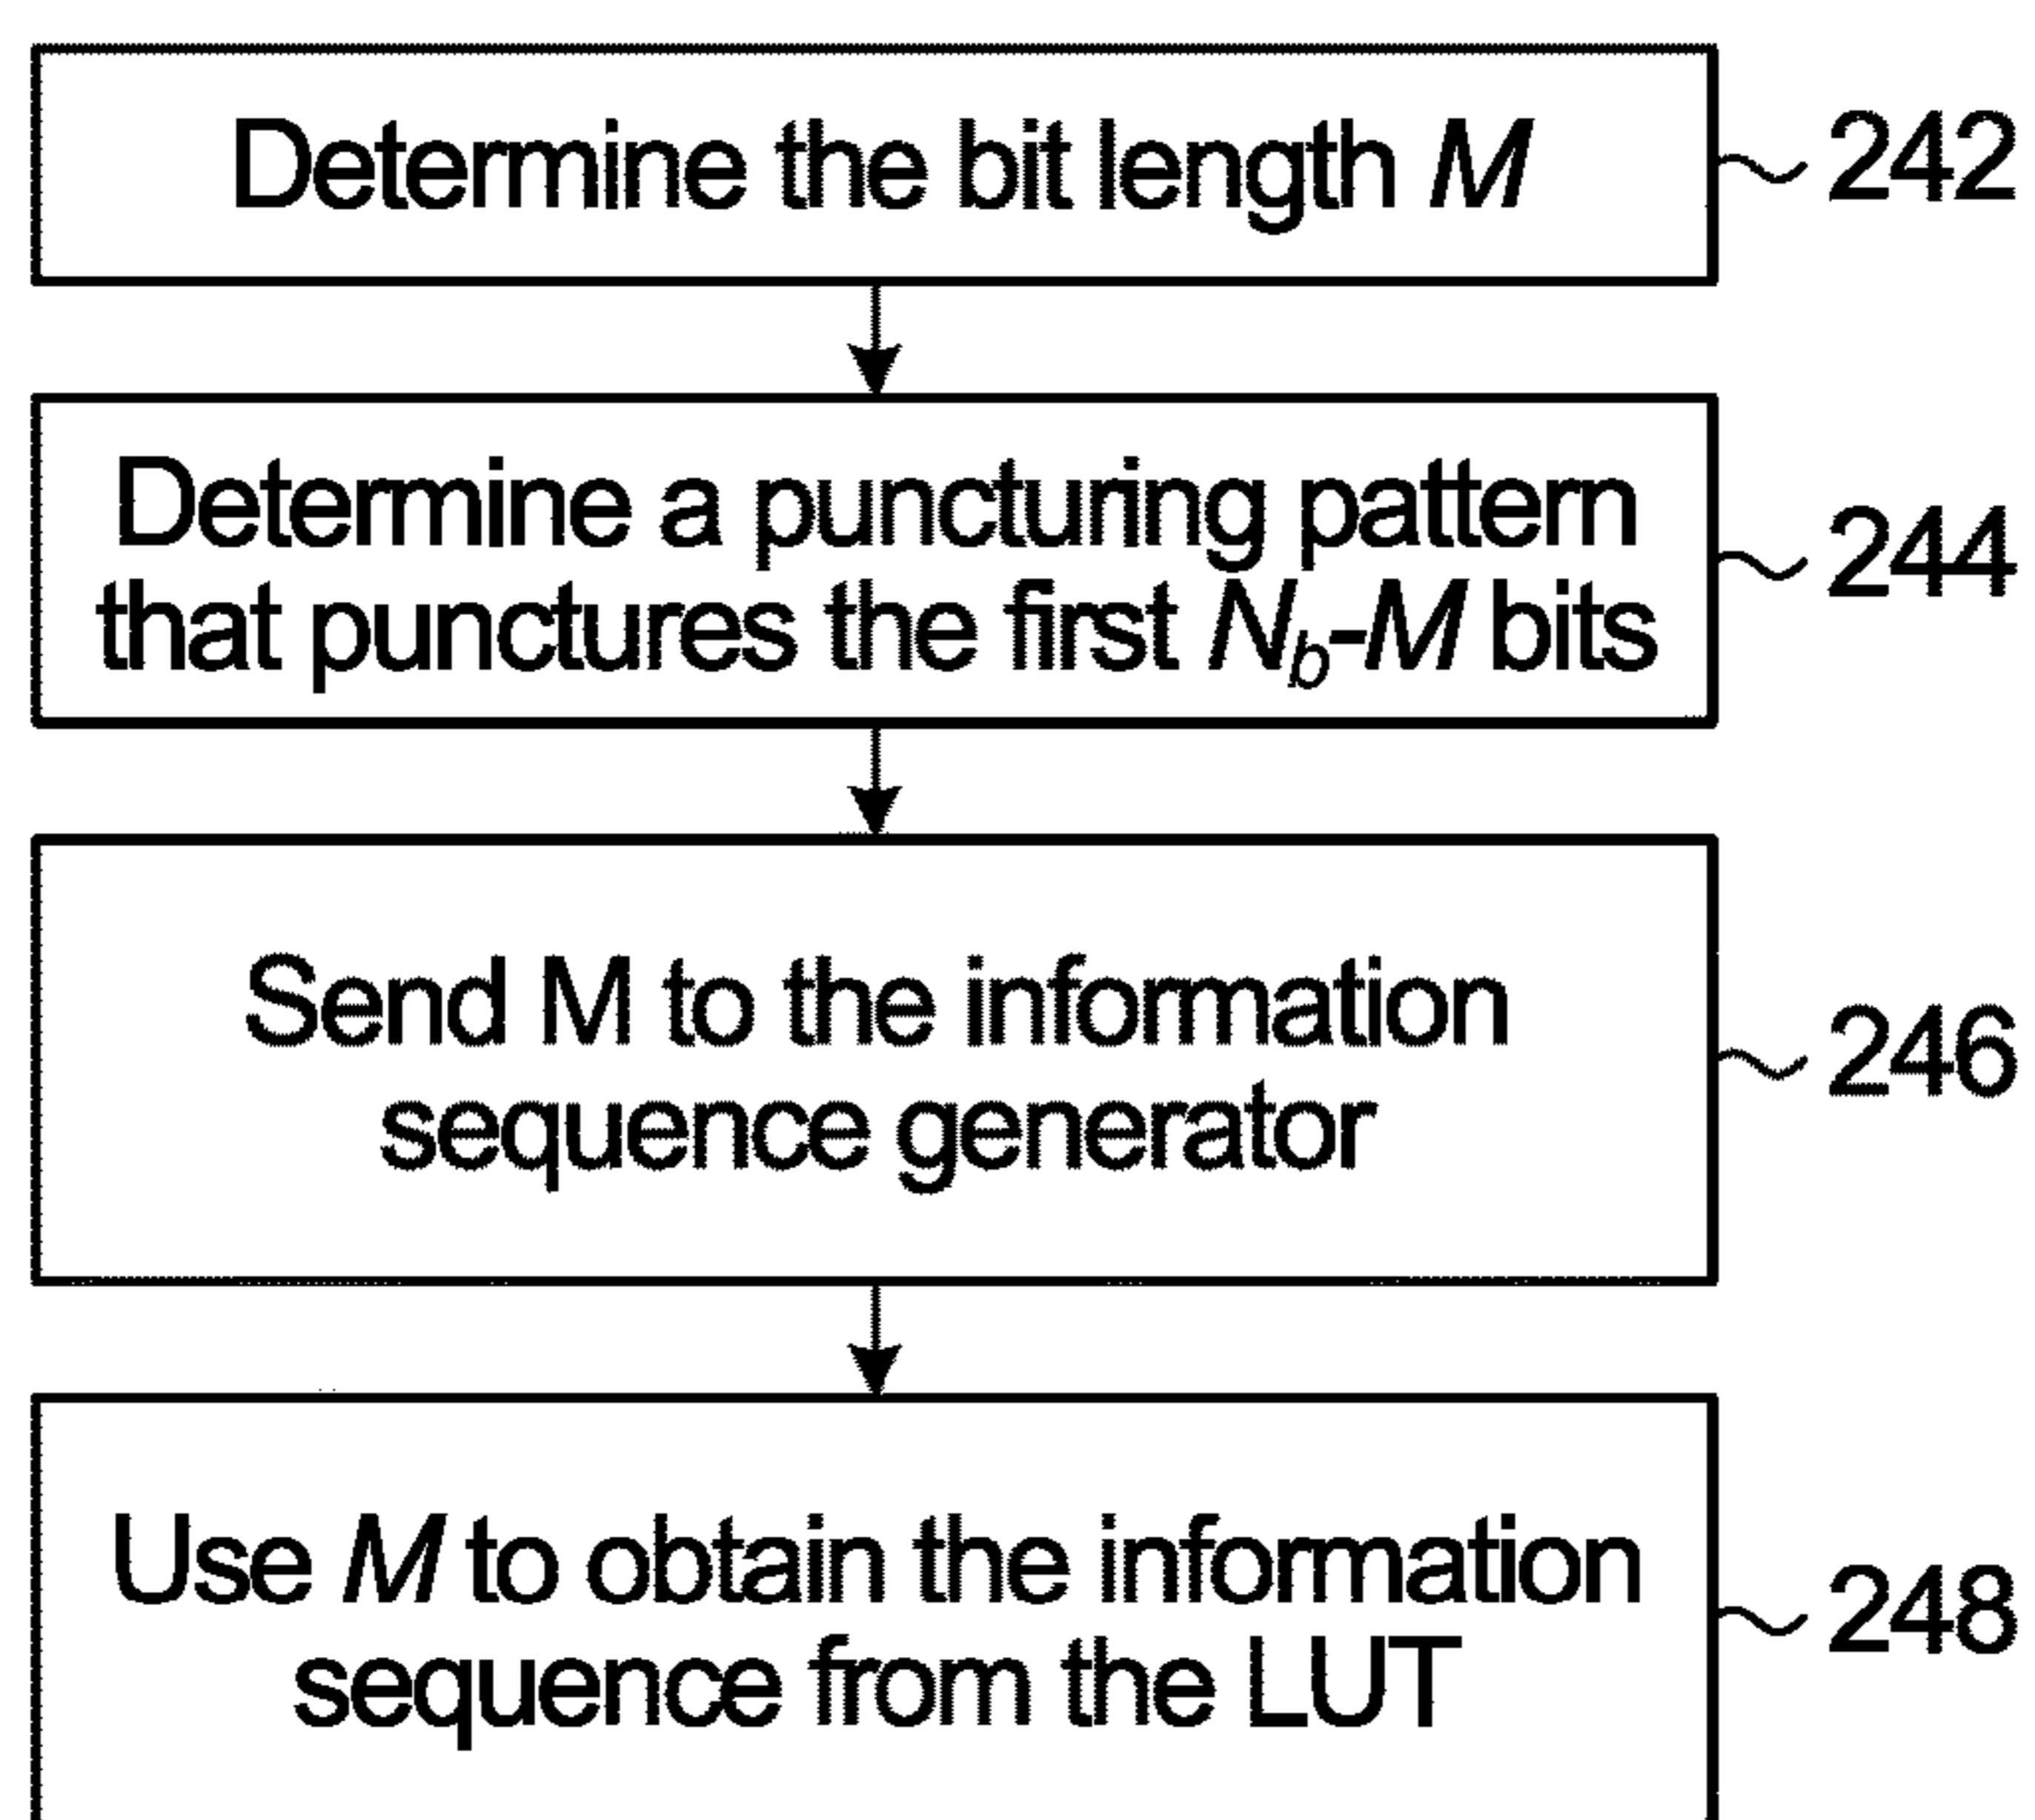 Determine the bit length M
242
Determine a puncturing pattern
that punctures the first N_b-M bits
244
Send M to the information
sequence generator
246
Use M to obtain the information
sequence from the LUT
248